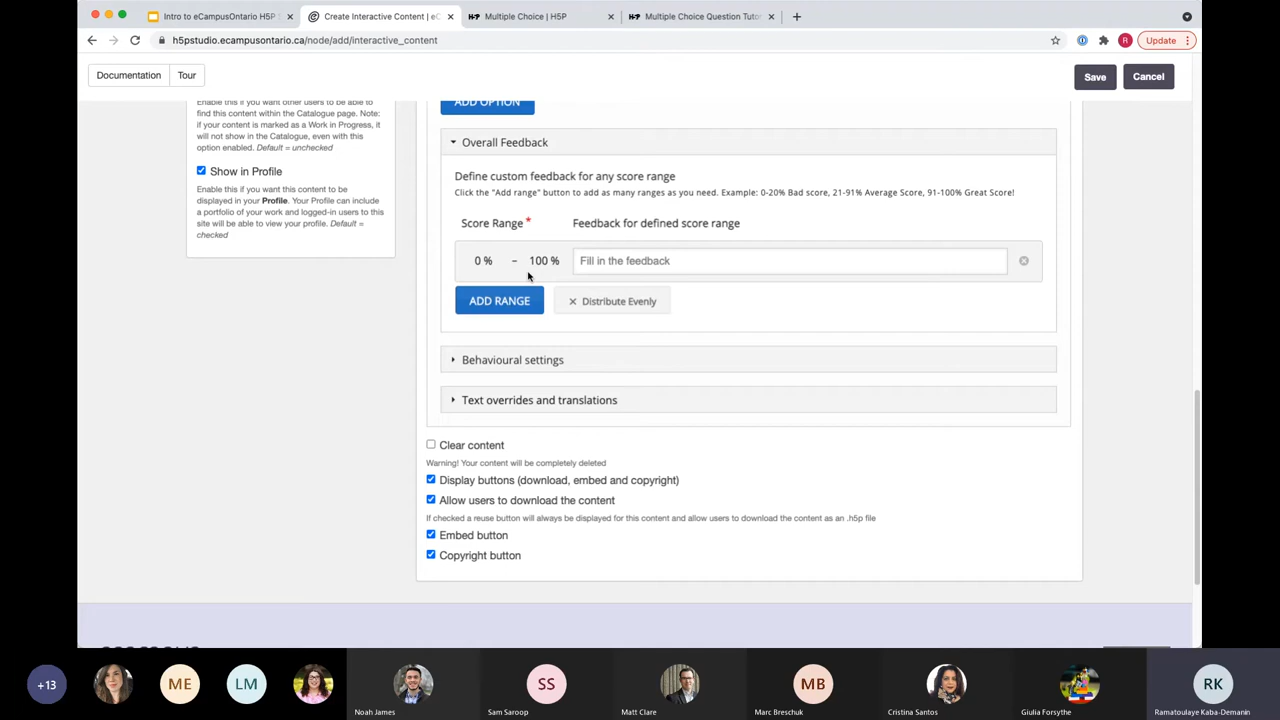 Intro to eCampusOntario H5P
Create Interactive Content | eC
H-P Multiple Choice | H5P
H-P Multiple Choice Question Tuto
h5pstudio.ecampusontario.ca/node/add/interactive_content
R
Update
Documentation
Tour
Save
Cancel
Enable this if you want other users to be able to
find this content within the Catalogue page. Note:
if your content is marked as a Work in Progress, it
will not show in the Catalogue, even with this
option enabled. Default = unchecked
Show in Profile
Enable this if you want this content to be
displayed in your Profile. Your Profile can include
a portfolio of your work and logged-in users to this
site will be able to view your profile. Default =
checked
ADD OPTION
Overall Feedback
Define custom feedback for any score range
Click the "Add range" button to add as many ranges as you need. Example: 0-20% Bad score, 21-91% Average Score, 91-100% Great Score!
Score Range * Feedback for defined score range
0 % – 100 % Fill in the feedback
ADD RANGE
Distribute Evenly
Behavioural settings
Text overrides and translations
Clear content
Warning! Your content will be completely deleted
Display buttons (download, embed and copyright)
Allow users to download the content
If checked a reuse button will always be displayed for this content and allow users to download the content as an .h5p file
Embed button
Copyright button
+13
ME
LM
Noah James
SS
Sam Saroop
Matt Clare
MB
Marc Breschuk
Cristina Santos
Giulia Forsythe
RK
Ramatoulaye Kaba-Demanin